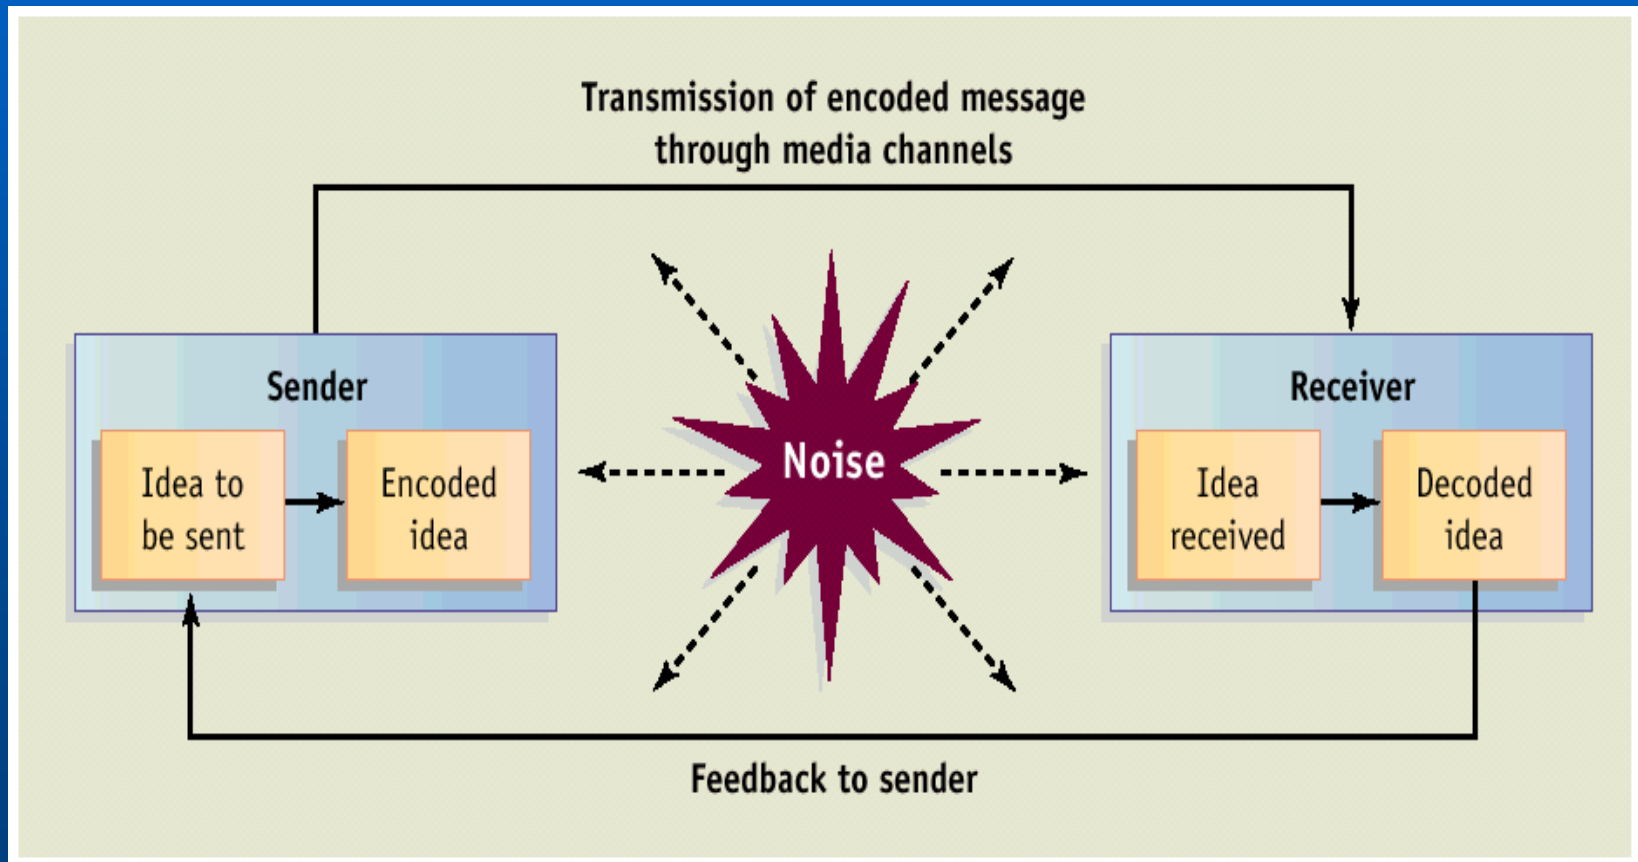 Transmission of encoded message
through media channels
Sender
Idea to
be sent
Encoded
idea
Noise
Receiver
Idea
received
Decoded
idea
Feedback to sender